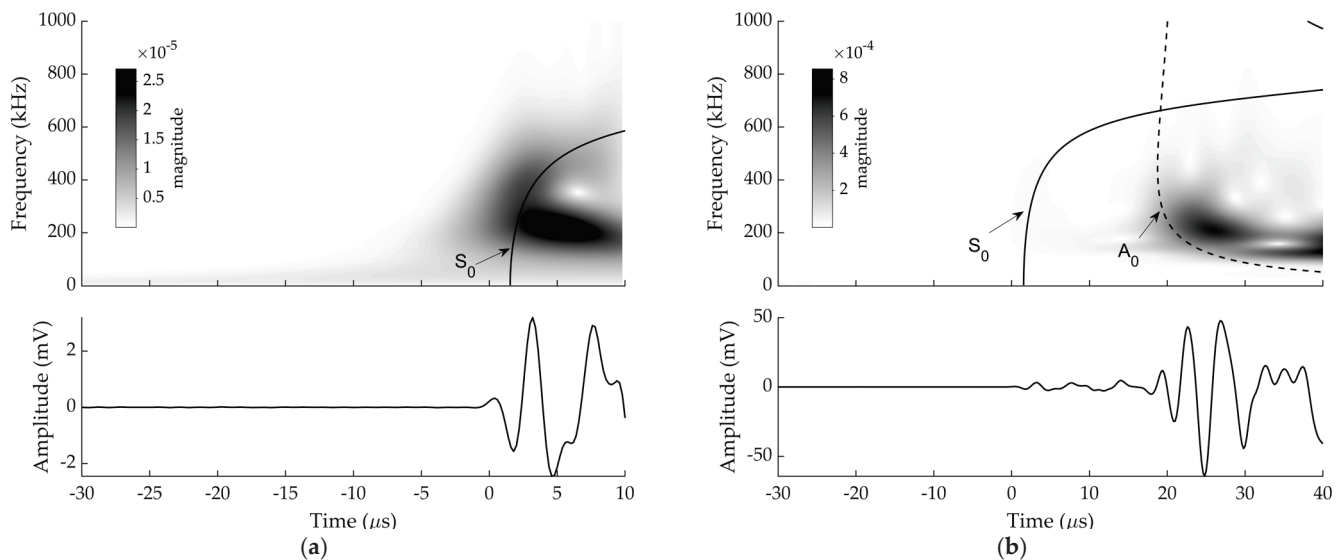 1000
800
600
400
200
0
Frequency (kHz)
×10⁻⁵
2.5
2
1.5
1
0.5
magnitude
S₀
2
0
-2
Amplitude (mV)
-30 -25 -20 -15 -10 -5 0 5 10
Time (μs)
(a)
1000
800
600
400
200
0
Frequency (kHz)
×10⁻⁴
8
6
4
2
magnitude
S₀
A₀
50
0
-50
Amplitude (mV)
-30 -20 -10 0 10 20 30 40
Time (μs)
(b)